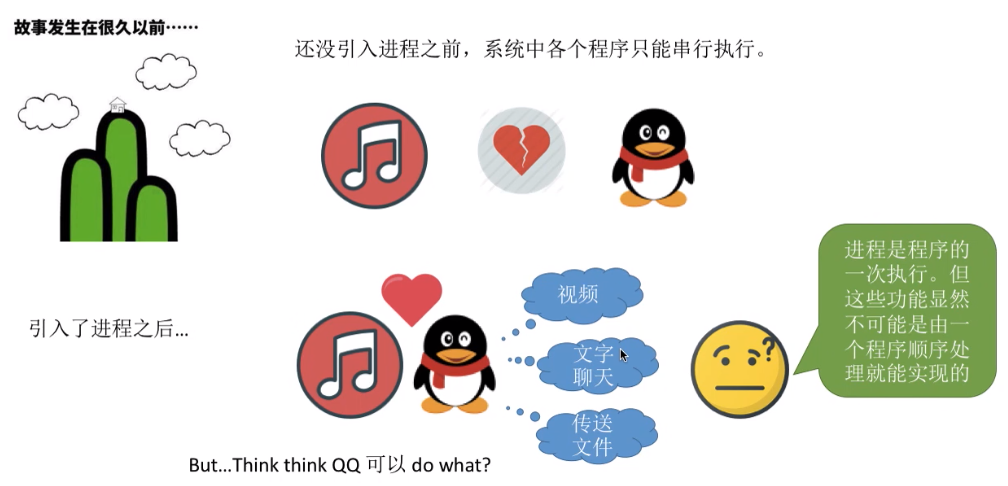 故事发生在很久以前……
还没引入进程之前，系统中各个程序只能串行执行。
引入了进程之后...
视频
文字
聊天
传送
文件
进程是程序的
一次执行。但
这些功能显然
不可能是由一
个程序顺序处
理就能实现的
But...Think think QQ 可以 do what?